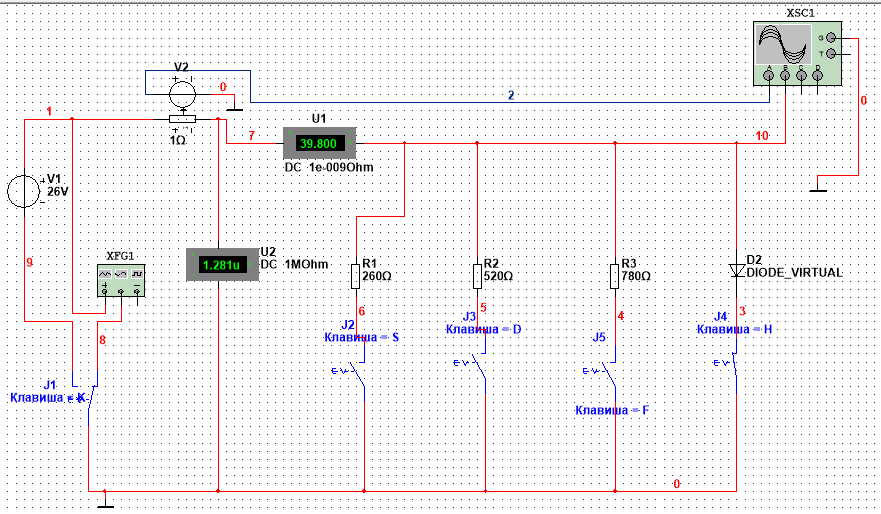 XSC1
G
T
A B C D
V2
0
2
1
1Ω
7
U1
39.800
DC 1e-009Ohm
10
0
V1
26V
9
XFG1
8
U2
1.281u
DC 1MOhm
R1
260Ω
R2
520Ω
R3
780Ω
D2
DIODE_VIRTUAL
6
5
4
3
J2
Клавиша = S
J3
Клавиша = D
J5
Клавиша = F
J4
Клавиша = H
J1
Клавиша = K
0